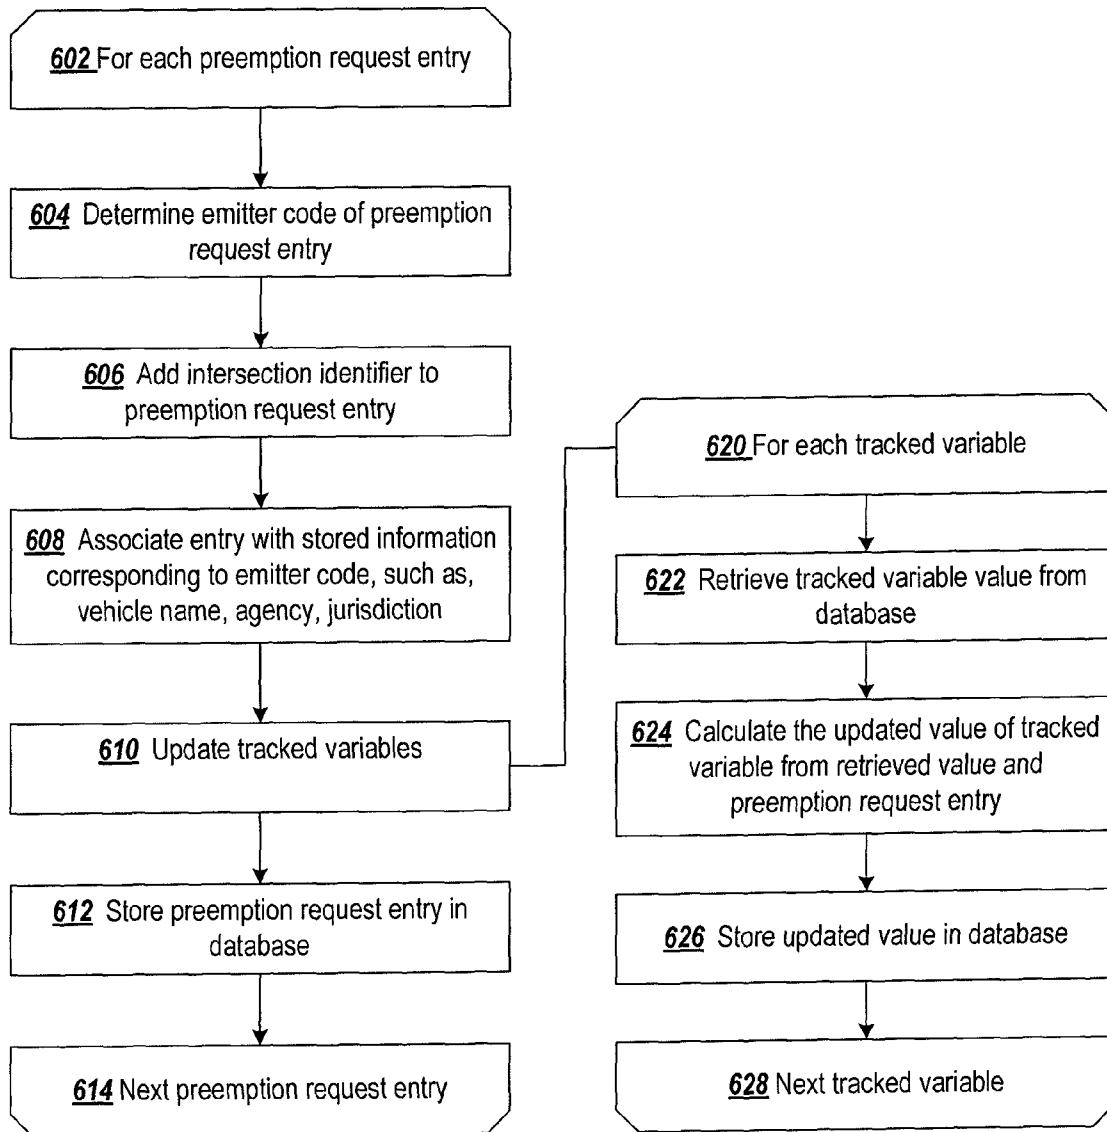 602 For each preemption request entry
604 Determine emitter code of preemption
request entry
606 Add intersection identifier to
preemption request entry
608 Associate entry with stored information
corresponding to emitter code, such as,
vehicle name, agency, jurisdiction
610 Update tracked variables
612 Store preemption request entry in
database
614 Next preemption request entry
620 For each tracked variable
622 Retrieve tracked variable value from
database
624 Calculate the updated value of tracked
variable from retrieved value and
preemption request entry
626 Store updated value in database
628 Next tracked variable